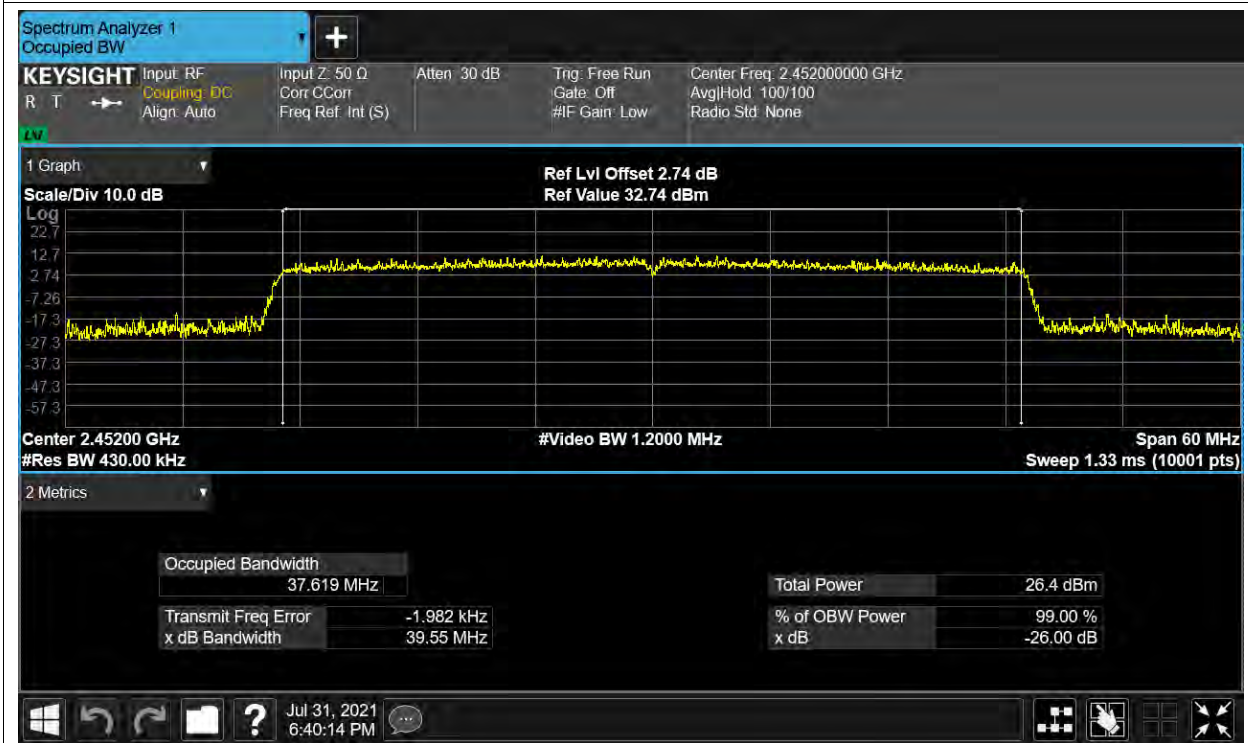 Spectrum Analyzer 1
Occupied BW
KEYSIGHT Input: RF Input Z: 50 Ω Atten: 30 dB Trig: Free Run Center Freq: 2.452000000 GHz
R T Coupling: DC Corr CCorr Gate: Off Avg|Hold: 100/100
Align: Auto Freq Ref: Int (S) #IF Gain: Low Radio Std: None
LXI
1 Graph
Ref Lvl Offset 2.74 dB
Scale/Div 10.0 dB Ref Value 32.74 dBm
Log
22.7
12.7
2.74
-7.26
-17.3
-27.3
-37.3
-47.3
-57.3
Center 2.45200 GHz #Video BW 1.2000 MHz Span 60 MHz
#Res BW 430.00 kHz Sweep 1.33 ms (10001 pts)
2 Metrics
Occupied Bandwidth
37.619 MHz Total Power 26.4 dBm
Transmit Freq Error -1.982 kHz % of OBW Power 99.00 %
x dB Bandwidth 39.55 MHz x dB -26.00 dB
? Jul 31, 2021
6:40:14 PM